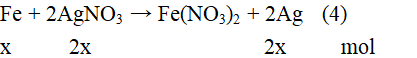 Fe + 2AgNO₃ → Fe(NO₃)₂ + 2Ag (4)
x 2x 2x mol